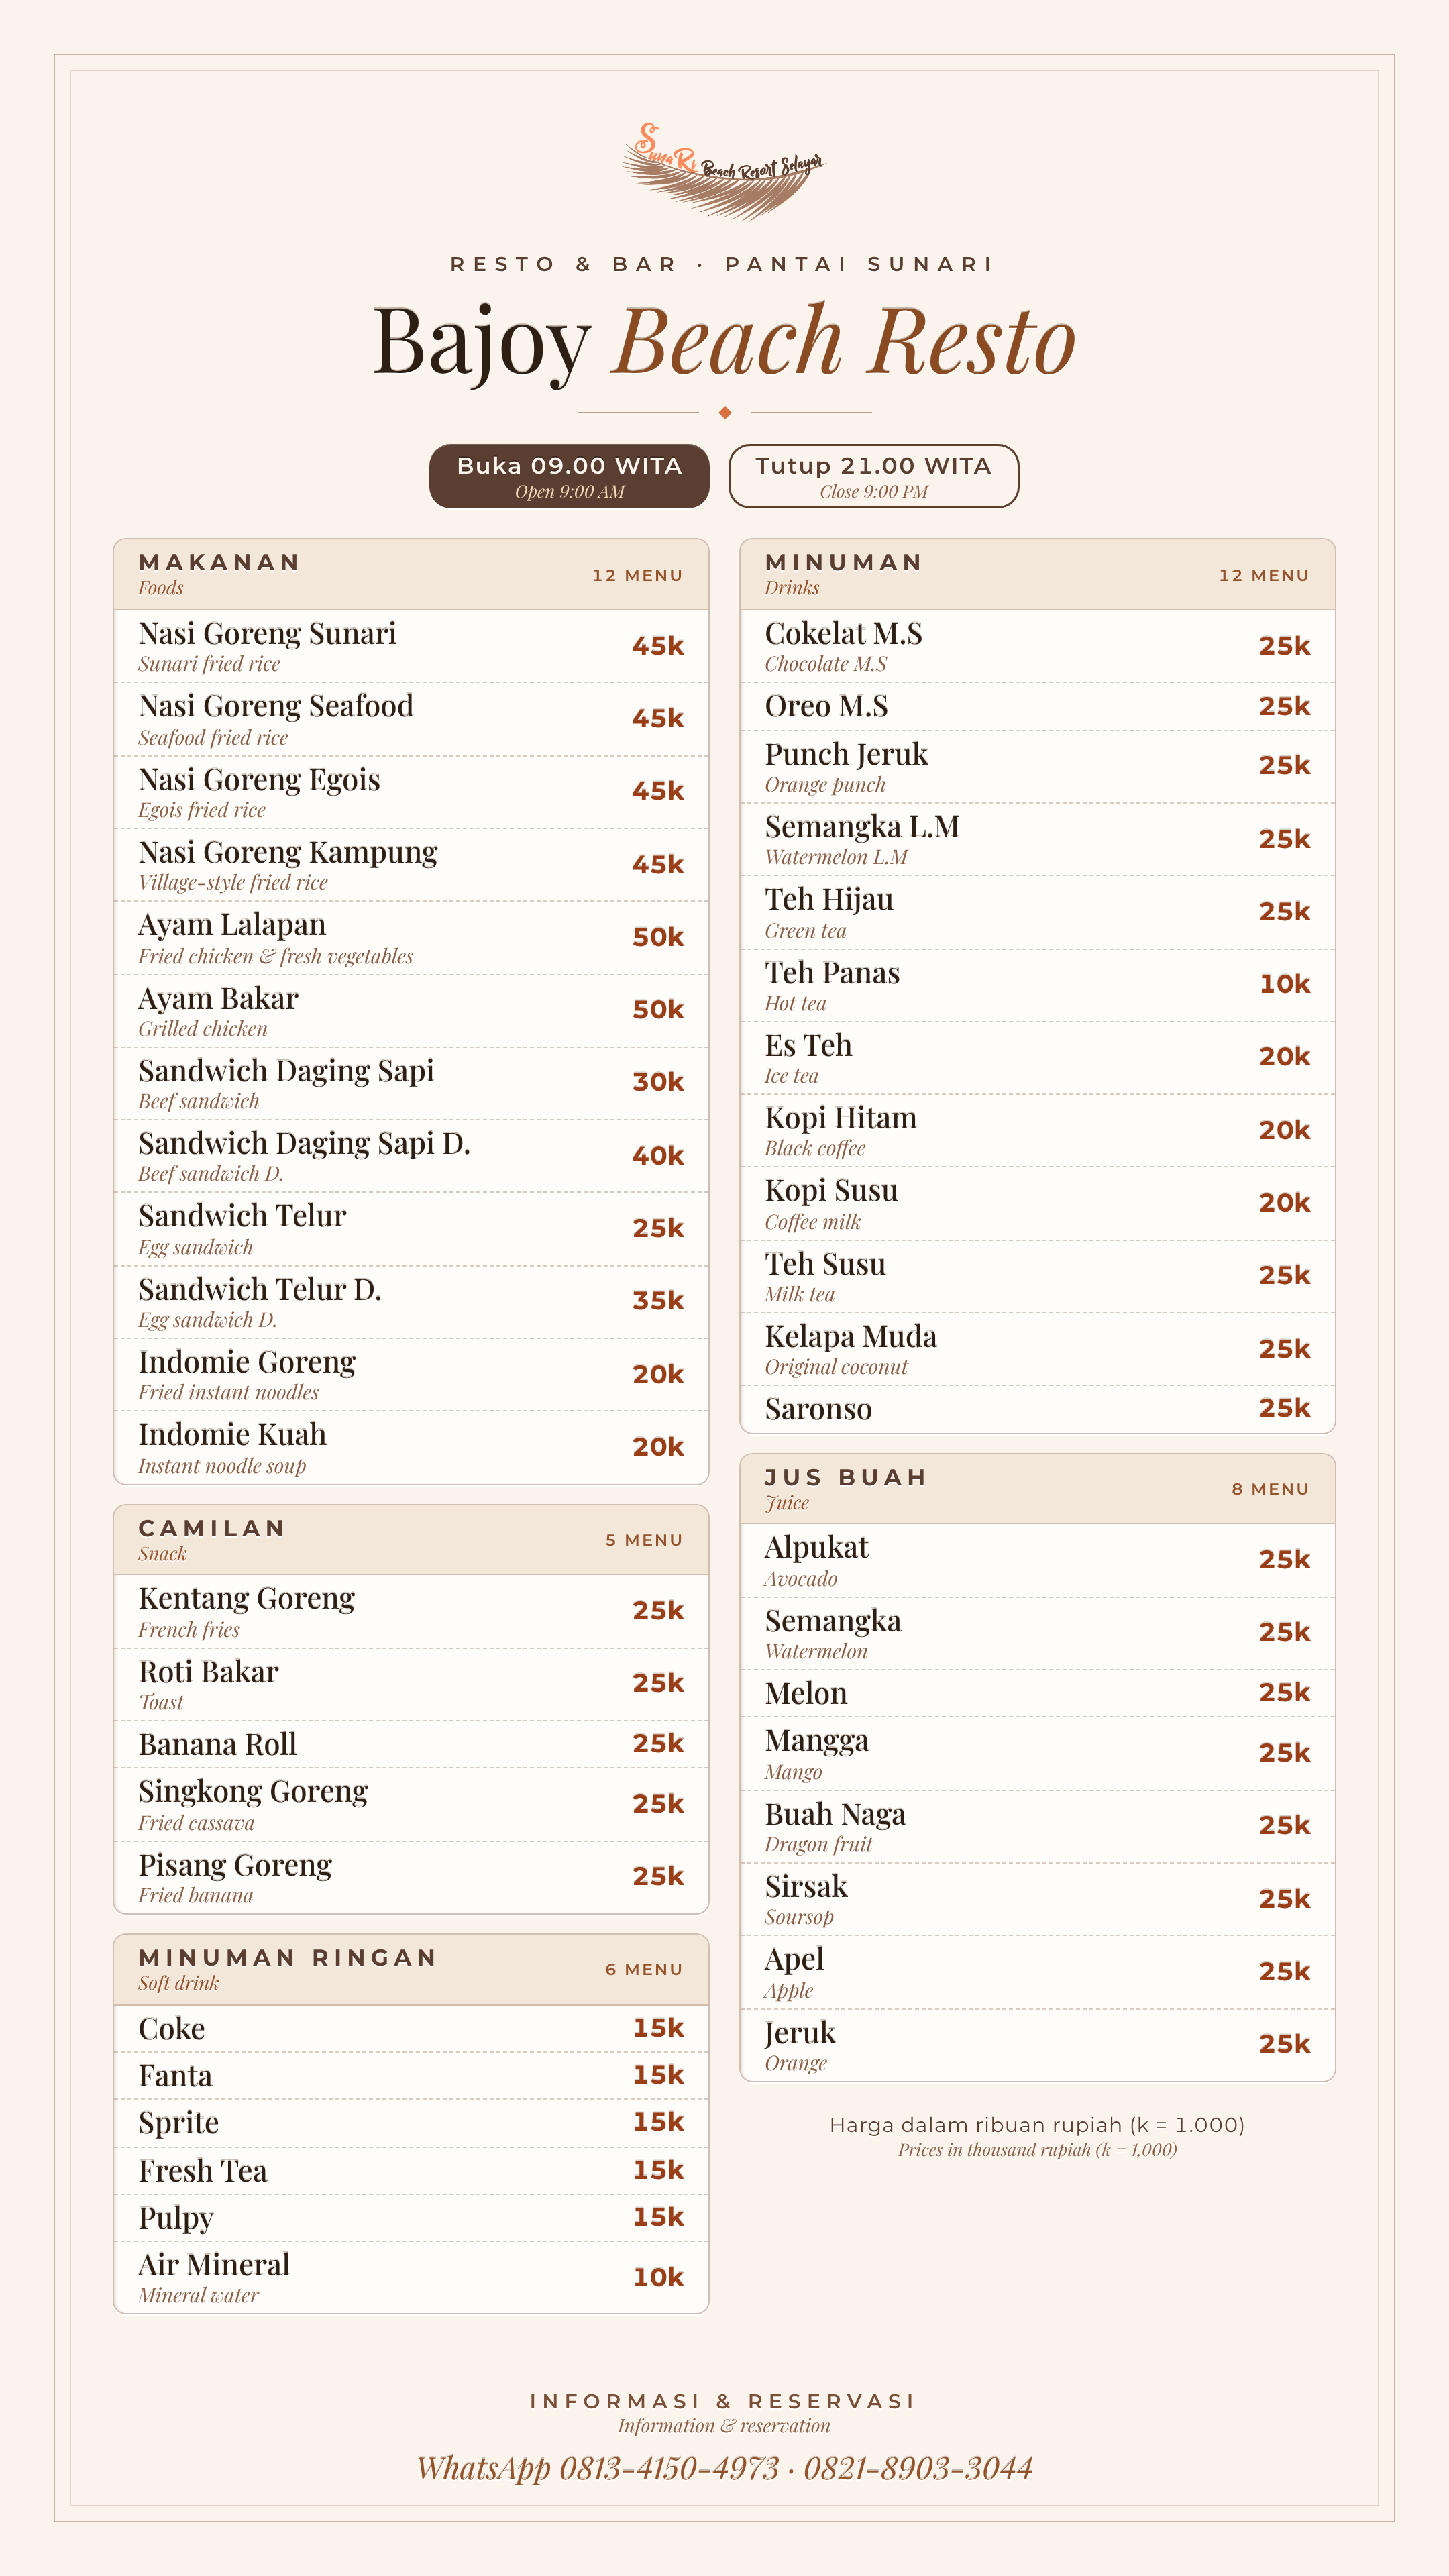 SunaRi Beach Resort Selayar
RESTO & BAR · PANTAI SUNARI
Bajoy Beach Resto
Buka 09.00 WITA
Open 9:00 AM
Tutup 21.00 WITA
Close 9:00 PM
MAKANAN
Foods
12 MENU
Nasi Goreng Sunari
Sunari fried rice
45k
Nasi Goreng Seafood
Seafood fried rice
45k
Nasi Goreng Egois
Egois fried rice
45k
Nasi Goreng Kampung
Village-style fried rice
45k
Ayam Lalapan
Fried chicken & fresh vegetables
50k
Ayam Bakar
Grilled chicken
50k
Sandwich Daging Sapi
Beef sandwich
30k
Sandwich Daging Sapi D.
Beef sandwich D.
40k
Sandwich Telur
Egg sandwich
25k
Sandwich Telur D.
Egg sandwich D.
35k
Indomie Goreng
Fried instant noodles
20k
Indomie Kuah
Instant noodle soup
20k
CAMILAN
Snack
5 MENU
Kentang Goreng
French fries
25k
Roti Bakar
Toast
25k
Banana Roll
25k
Singkong Goreng
Fried cassava
25k
Pisang Goreng
Fried banana
25k
MINUMAN RINGAN
Soft drink
6 MENU
Coke
15k
Fanta
15k
Sprite
15k
Fresh Tea
15k
Pulpy
15k
Air Mineral
Mineral water
10k
MINUMAN
Drinks
12 MENU
Cokelat M.S
Chocolate M.S
25k
Oreo M.S
25k
Punch Jeruk
Orange punch
25k
Semangka L.M
Watermelon L.M
25k
Teh Hijau
Green tea
25k
Teh Panas
Hot tea
10k
Es Teh
Ice tea
20k
Kopi Hitam
Black coffee
20k
Kopi Susu
Coffee milk
20k
Teh Susu
Milk tea
25k
Kelapa Muda
Original coconut
25k
Saronso
25k
JUS BUAH
Juice
8 MENU
Alpukat
Avocado
25k
Semangka
Watermelon
25k
Melon
25k
Mangga
Mango
25k
Buah Naga
Dragon fruit
25k
Sirsak
Soursop
25k
Apel
Apple
25k
Jeruk
Orange
25k
Harga dalam ribuan rupiah (k = 1.000)
Prices in thousand rupiah (k = 1,000)
INFORMASI & RESERVASI
Information & reservation
WhatsApp 0813-4150-4973 · 0821-8903-3044